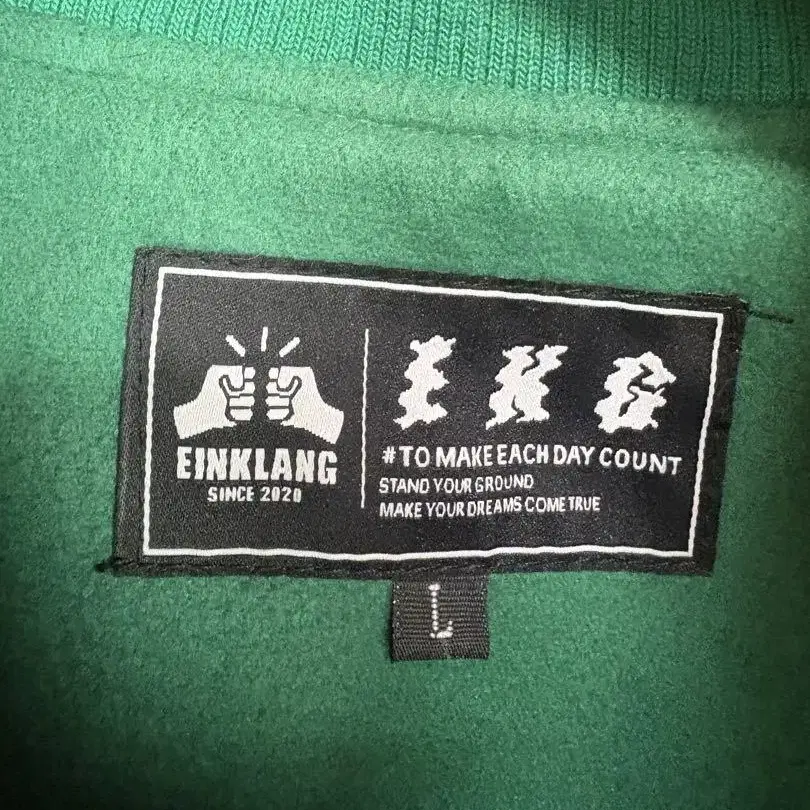 EINKLANG
SINCE 2020
EKG
#TO MAKE EACH DAY COUNT
STAND YOUR GROUND
MAKE YOUR DREAMS COME TRUE
L